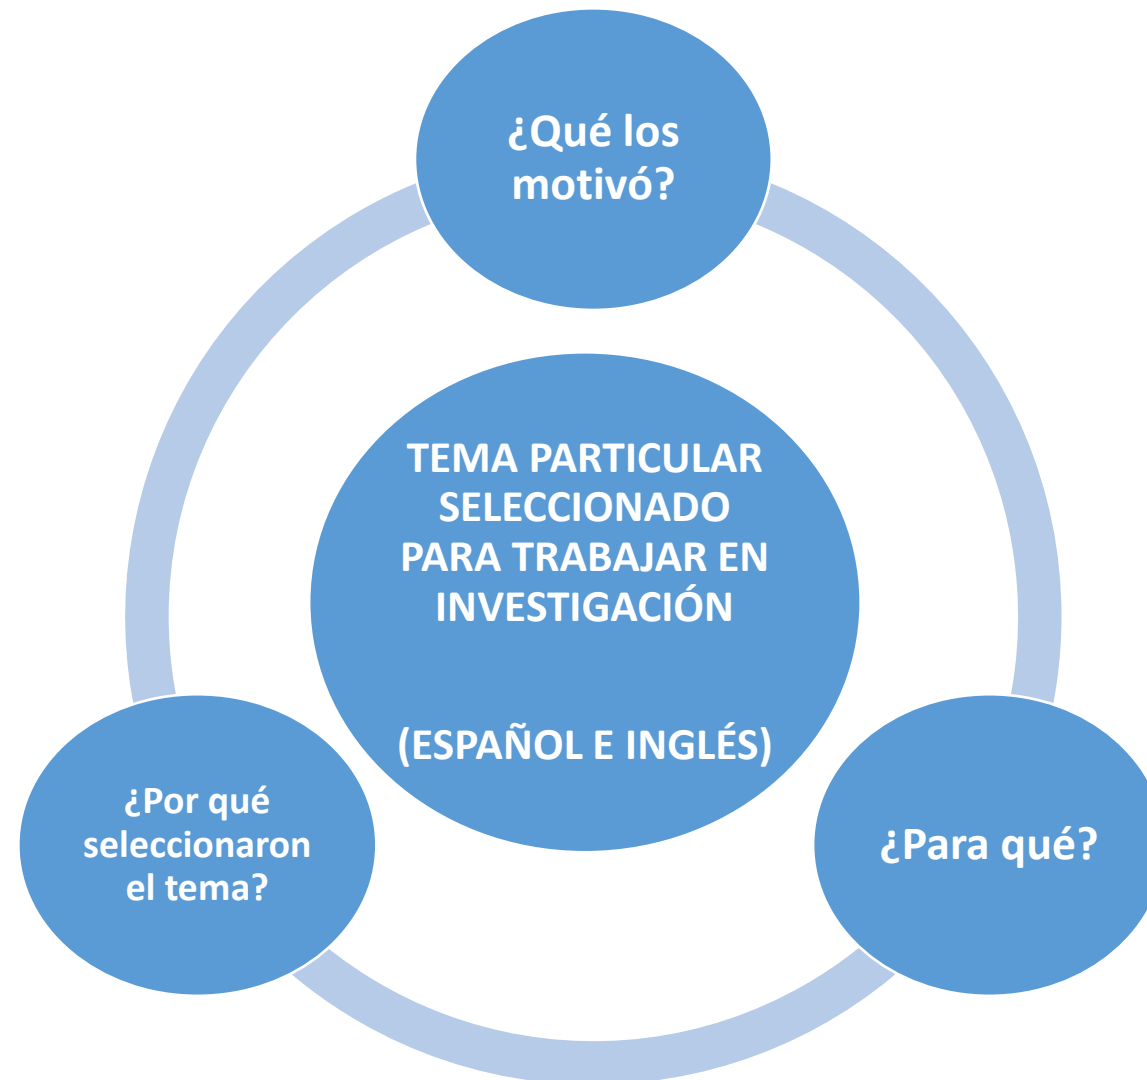 ¿Qué los
motivó?
TEMA PARTICULAR
SELECCIONADO
PARA TRABAJAR EN
INVESTIGACIÓN
(ESPAÑOL E INGLÉS)
¿Por qué
seleccionaron
el tema?
¿Para qué?